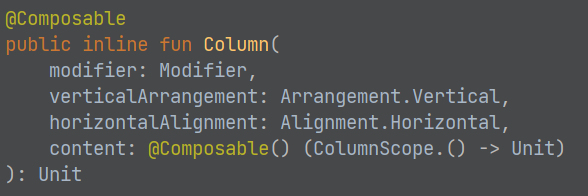 @Composable
public inline fun Column(
    modifier: Modifier,
    verticalArrangement: Arrangement.Vertical,
    horizontalAlignment: Alignment.Horizontal,
    content: @Composable() (ColumnScope.() -> Unit)
): Unit